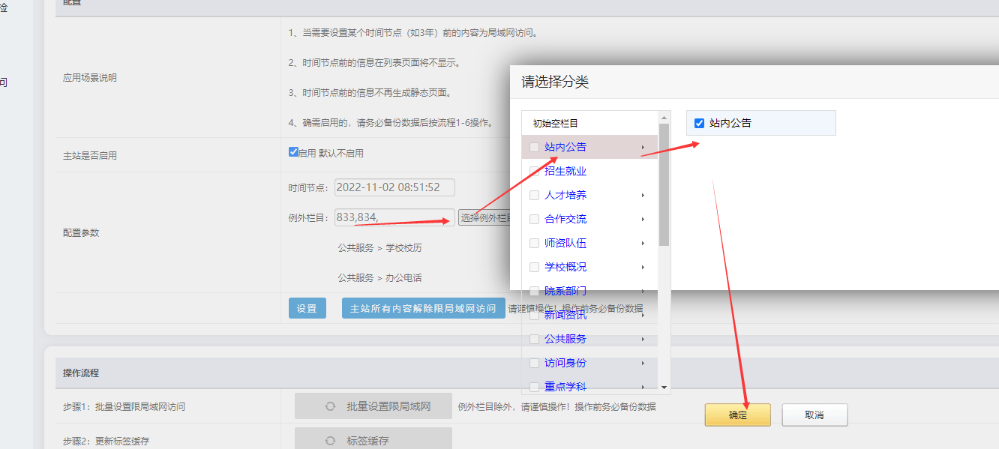 检
问
配置
应用场景说明
1、当需要设置某个时间节点（如3年）前的内容为局域网访问。
2、时间节点前的信息在列表页面将不显示。
3、时间节点前的信息不再生成静态页面。
4、确需启用的，请务必备份数据后按流程1-6操作。
主站是否启用
启用 默认不启用
配置参数
时间节点：2022-11-02 08:51:52
例外栏目：833,834, 选择例外栏目
公共服务 > 学校校历
公共服务 > 办公电话
设置 主站所有内容解除限局域网访问 请谨慎操作！操作前务必备份数据
操作流程
步骤1：批量设置限局域网访问 批量设置限局域网 例外栏目除外，请谨慎操作！操作前务必备份数据
步骤2：更新标签缓存 标签缓存
请选择分类
初始空栏目
站内公告
招生就业
人才培养
合作交流
师资队伍
学校概况
院系部门
新闻资讯
公共服务
访问身份
重点学科
站内公告
确定 取消